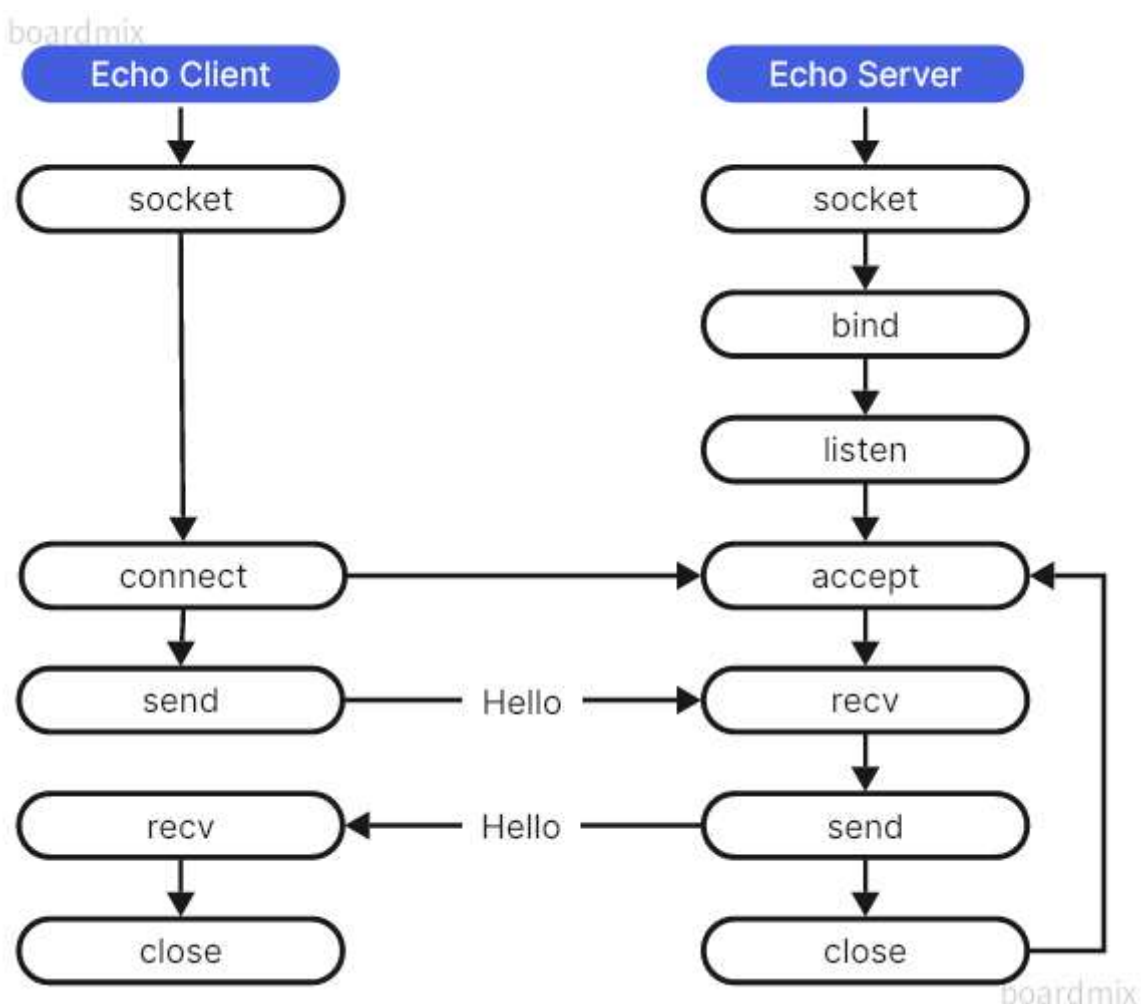 boardmix
Echo Client
Echo Server
socket
socket
bind
listen
connect
accept
send
Hello
recv
recv
Hello
send
close
close
boardmix